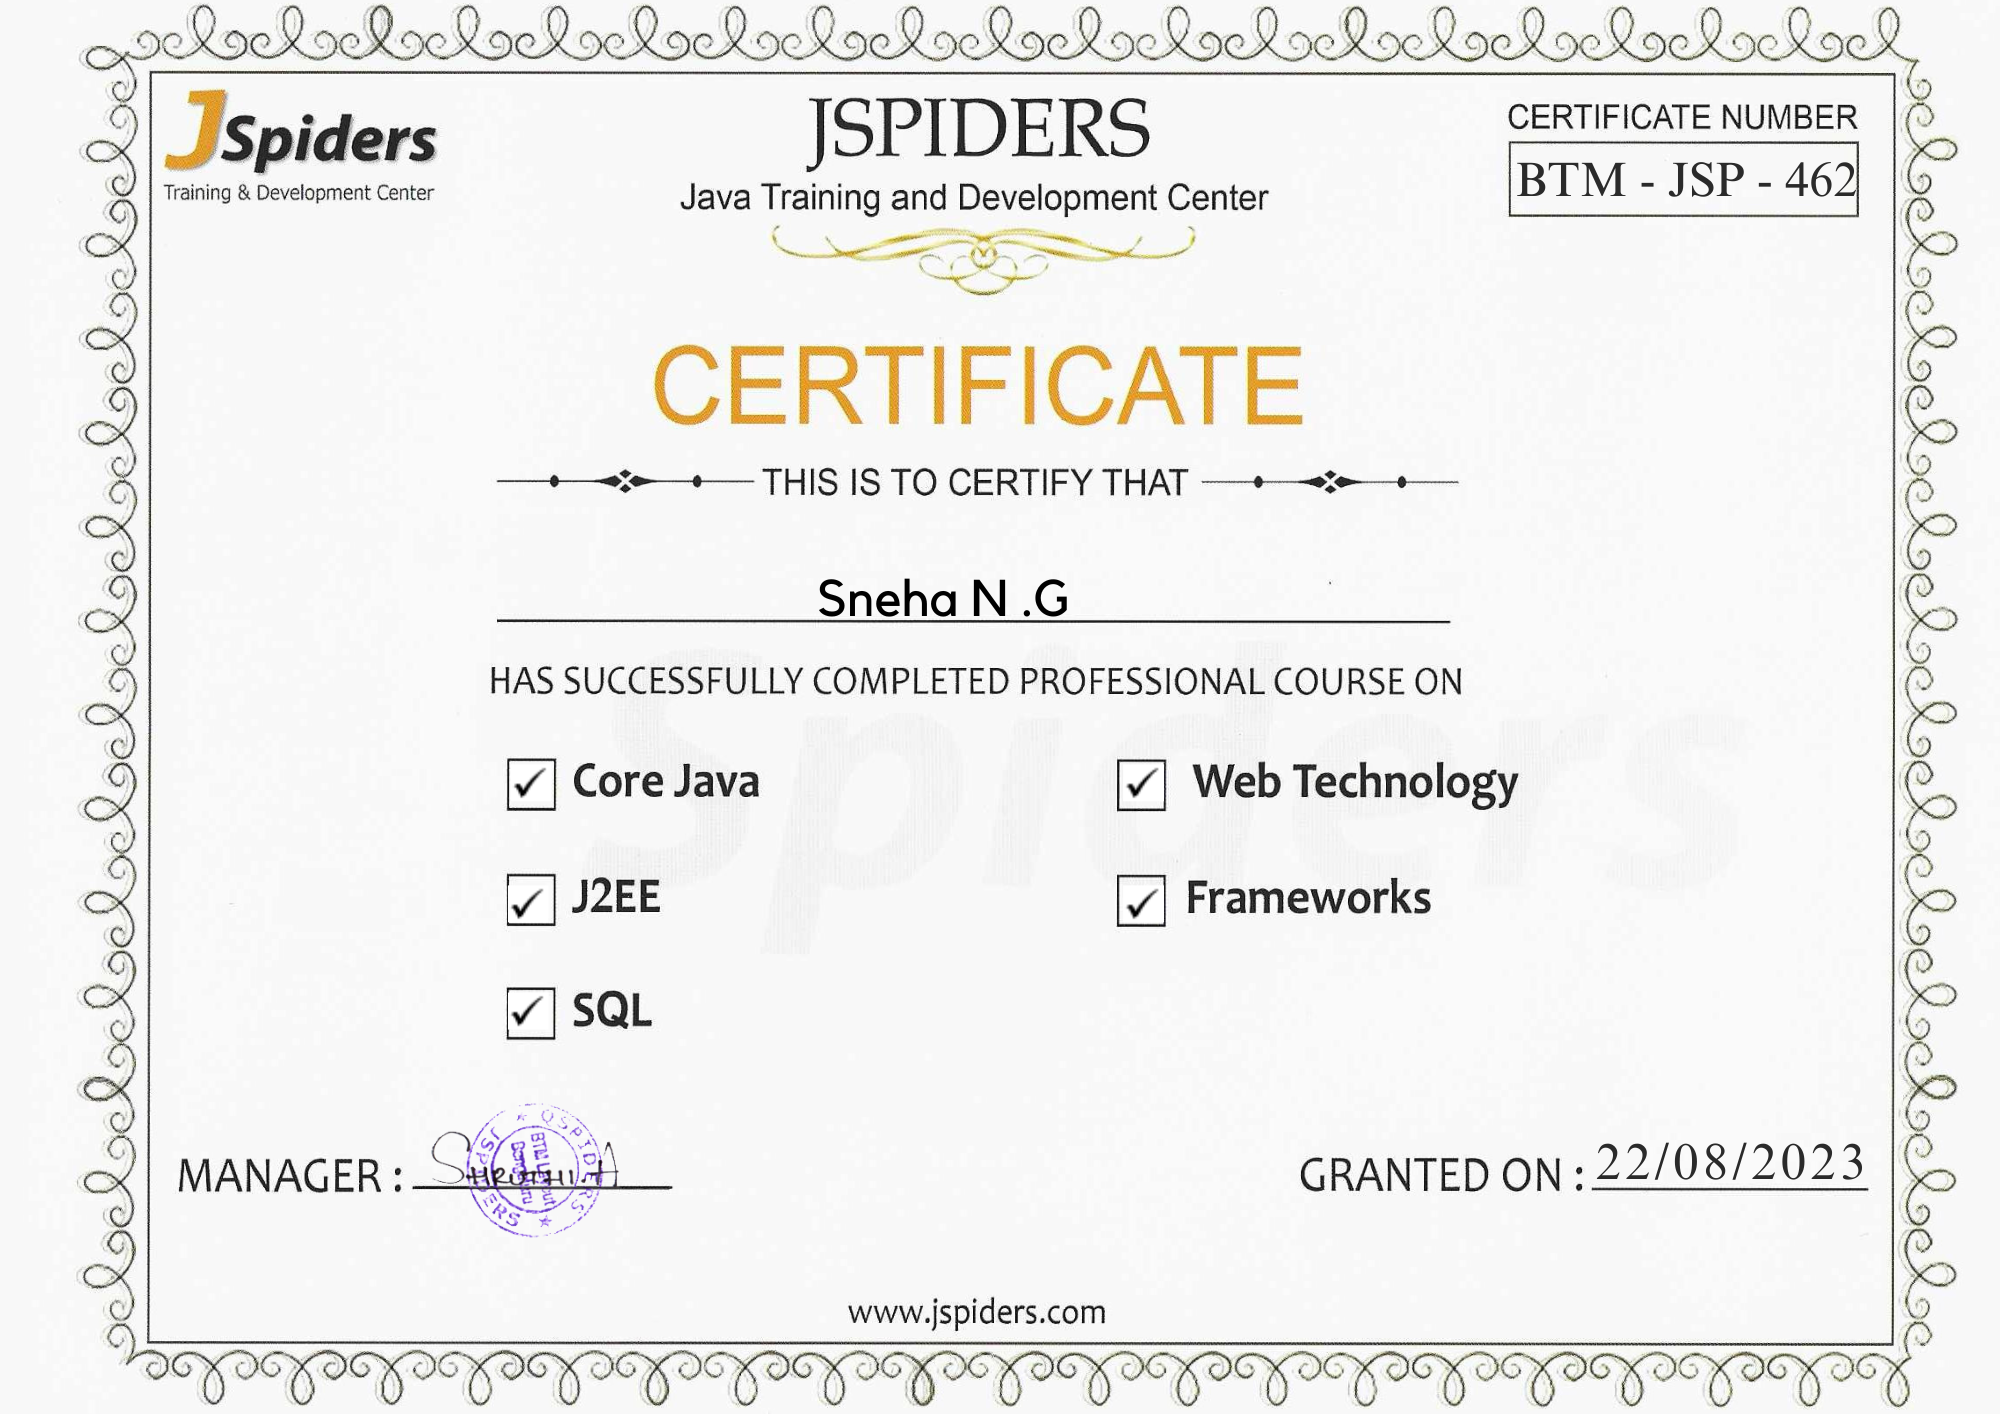 JSpiders
Training & Development Center
JSPIDERS
Java Training and Development Center
CERTIFICATE NUMBER
BTM - JSP - 462
CERTIFICATE
THIS IS TO CERTIFY THAT
Sneha N .G
HAS SUCCESSFULLY COMPLETED PROFESSIONAL COURSE ON
Spiders
Core Java
Web Technology
J2EE
Frameworks
SQL
MANAGER :
SHRUTHI A
QSPIDERS
JSPIDERS
BTM Layout
Bengaluru
GRANTED ON : 22/08/2023
www.jspiders.com